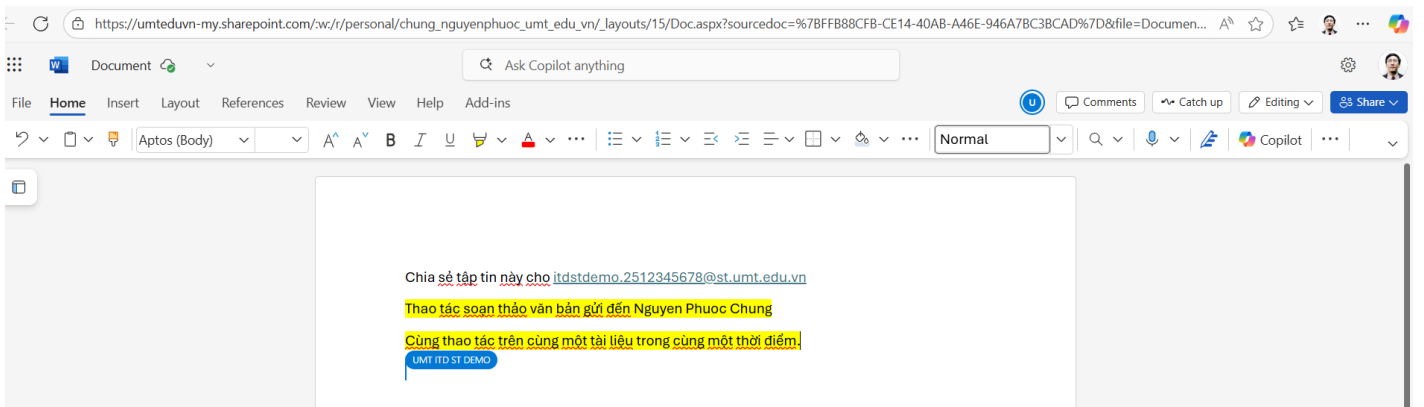 https://umteduvn-my.sharepoint.com/:w:/r/personal/chung_nguyenphuoc_umt_edu_vn/_layouts/15/Doc.aspx?sourcedoc=%7BFFB88CFB-CE14-40AB-A46E-946A7BC3BCAD%7D&file=Documen...
Document
Ask Copilot anything
File Home Insert Layout References Review View Help Add-ins
U Comments Catch up Editing Share
Aptos (Body) Normal Copilot
Chia sẻ tập tin này cho itdstdemo.2512345678@st.umt.edu.vn
Thao tác soạn thảo văn bản gửi đến Nguyen Phuoc Chung
Cùng thao tác trên cùng một tài liệu trong cùng một thời điểm.
UMT ITD ST DEMO